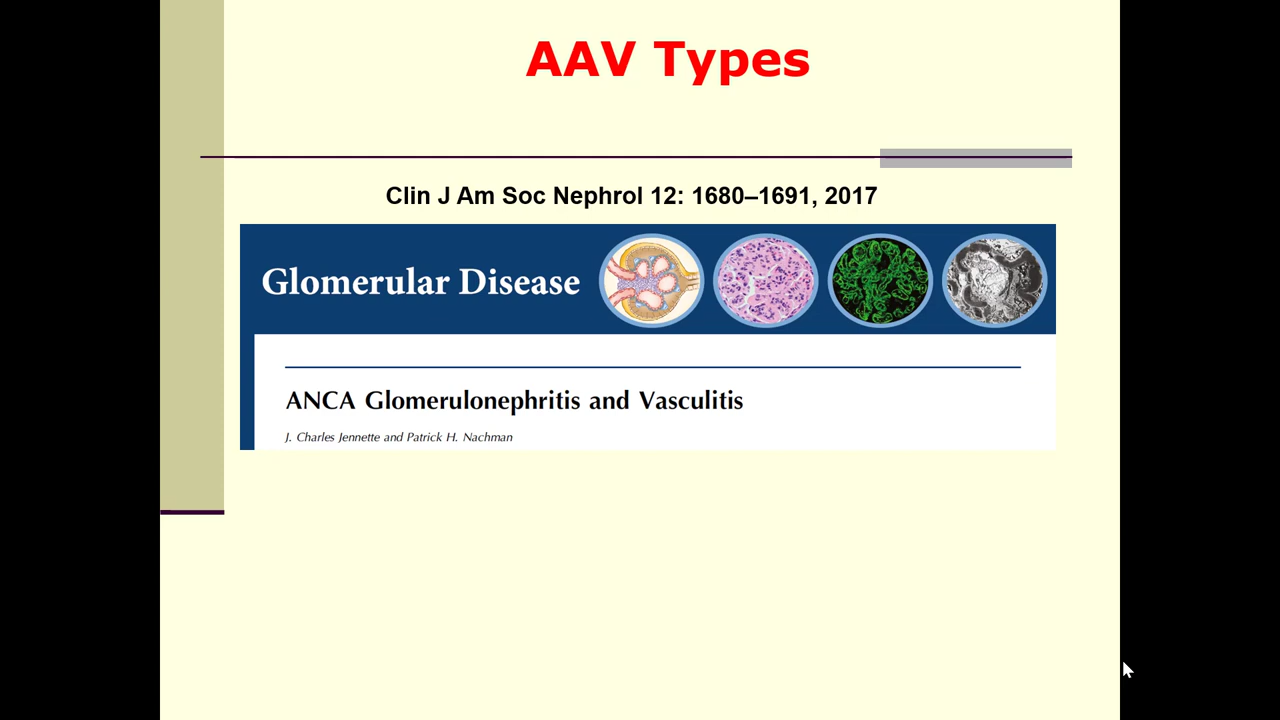 AAV Types
Clin J Am Soc Nephrol 12: 1680–1691, 2017
Glomerular Disease
ANCA Glomerulonephritis and Vasculitis
J. Charles Jennette and Patrick H. Nachman